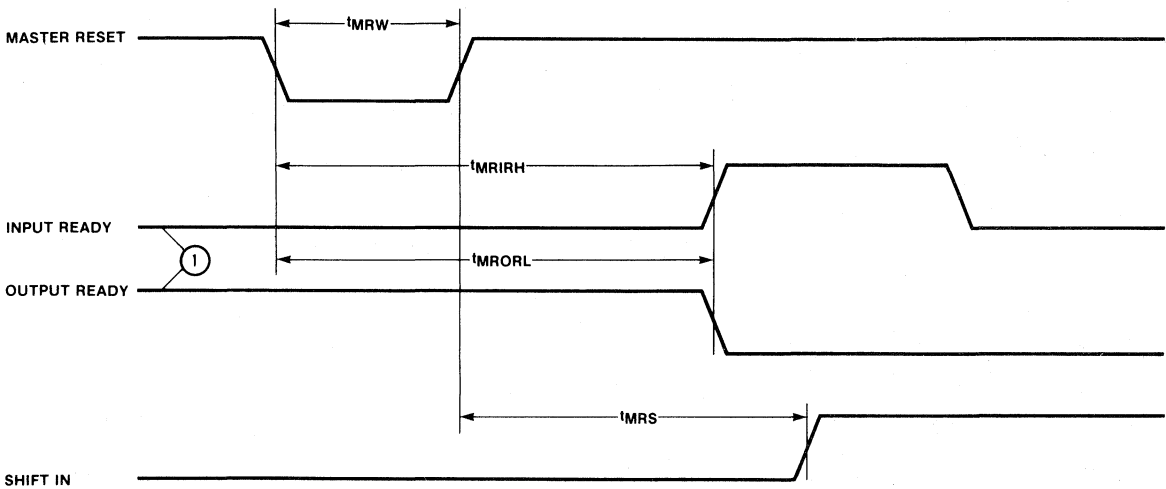 tMRW
MASTER RESET
tMRIRH
INPUT READY
1
tMRORL
OUTPUT READY
tMRS
SHIFT IN